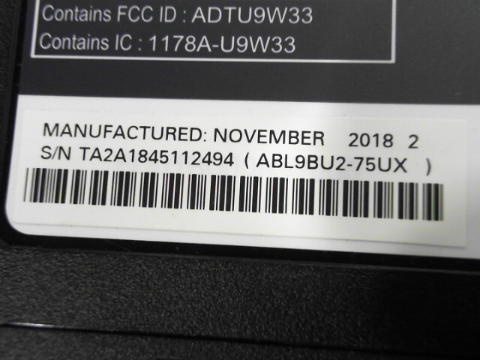 Contains FCC ID : ADTU9W33
Contains IC : 1178A-U9W33
MANUFACTURED: NOVEMBER 2018 2
S/N TA2A1845112494 ( ABL9BU2-75UX )